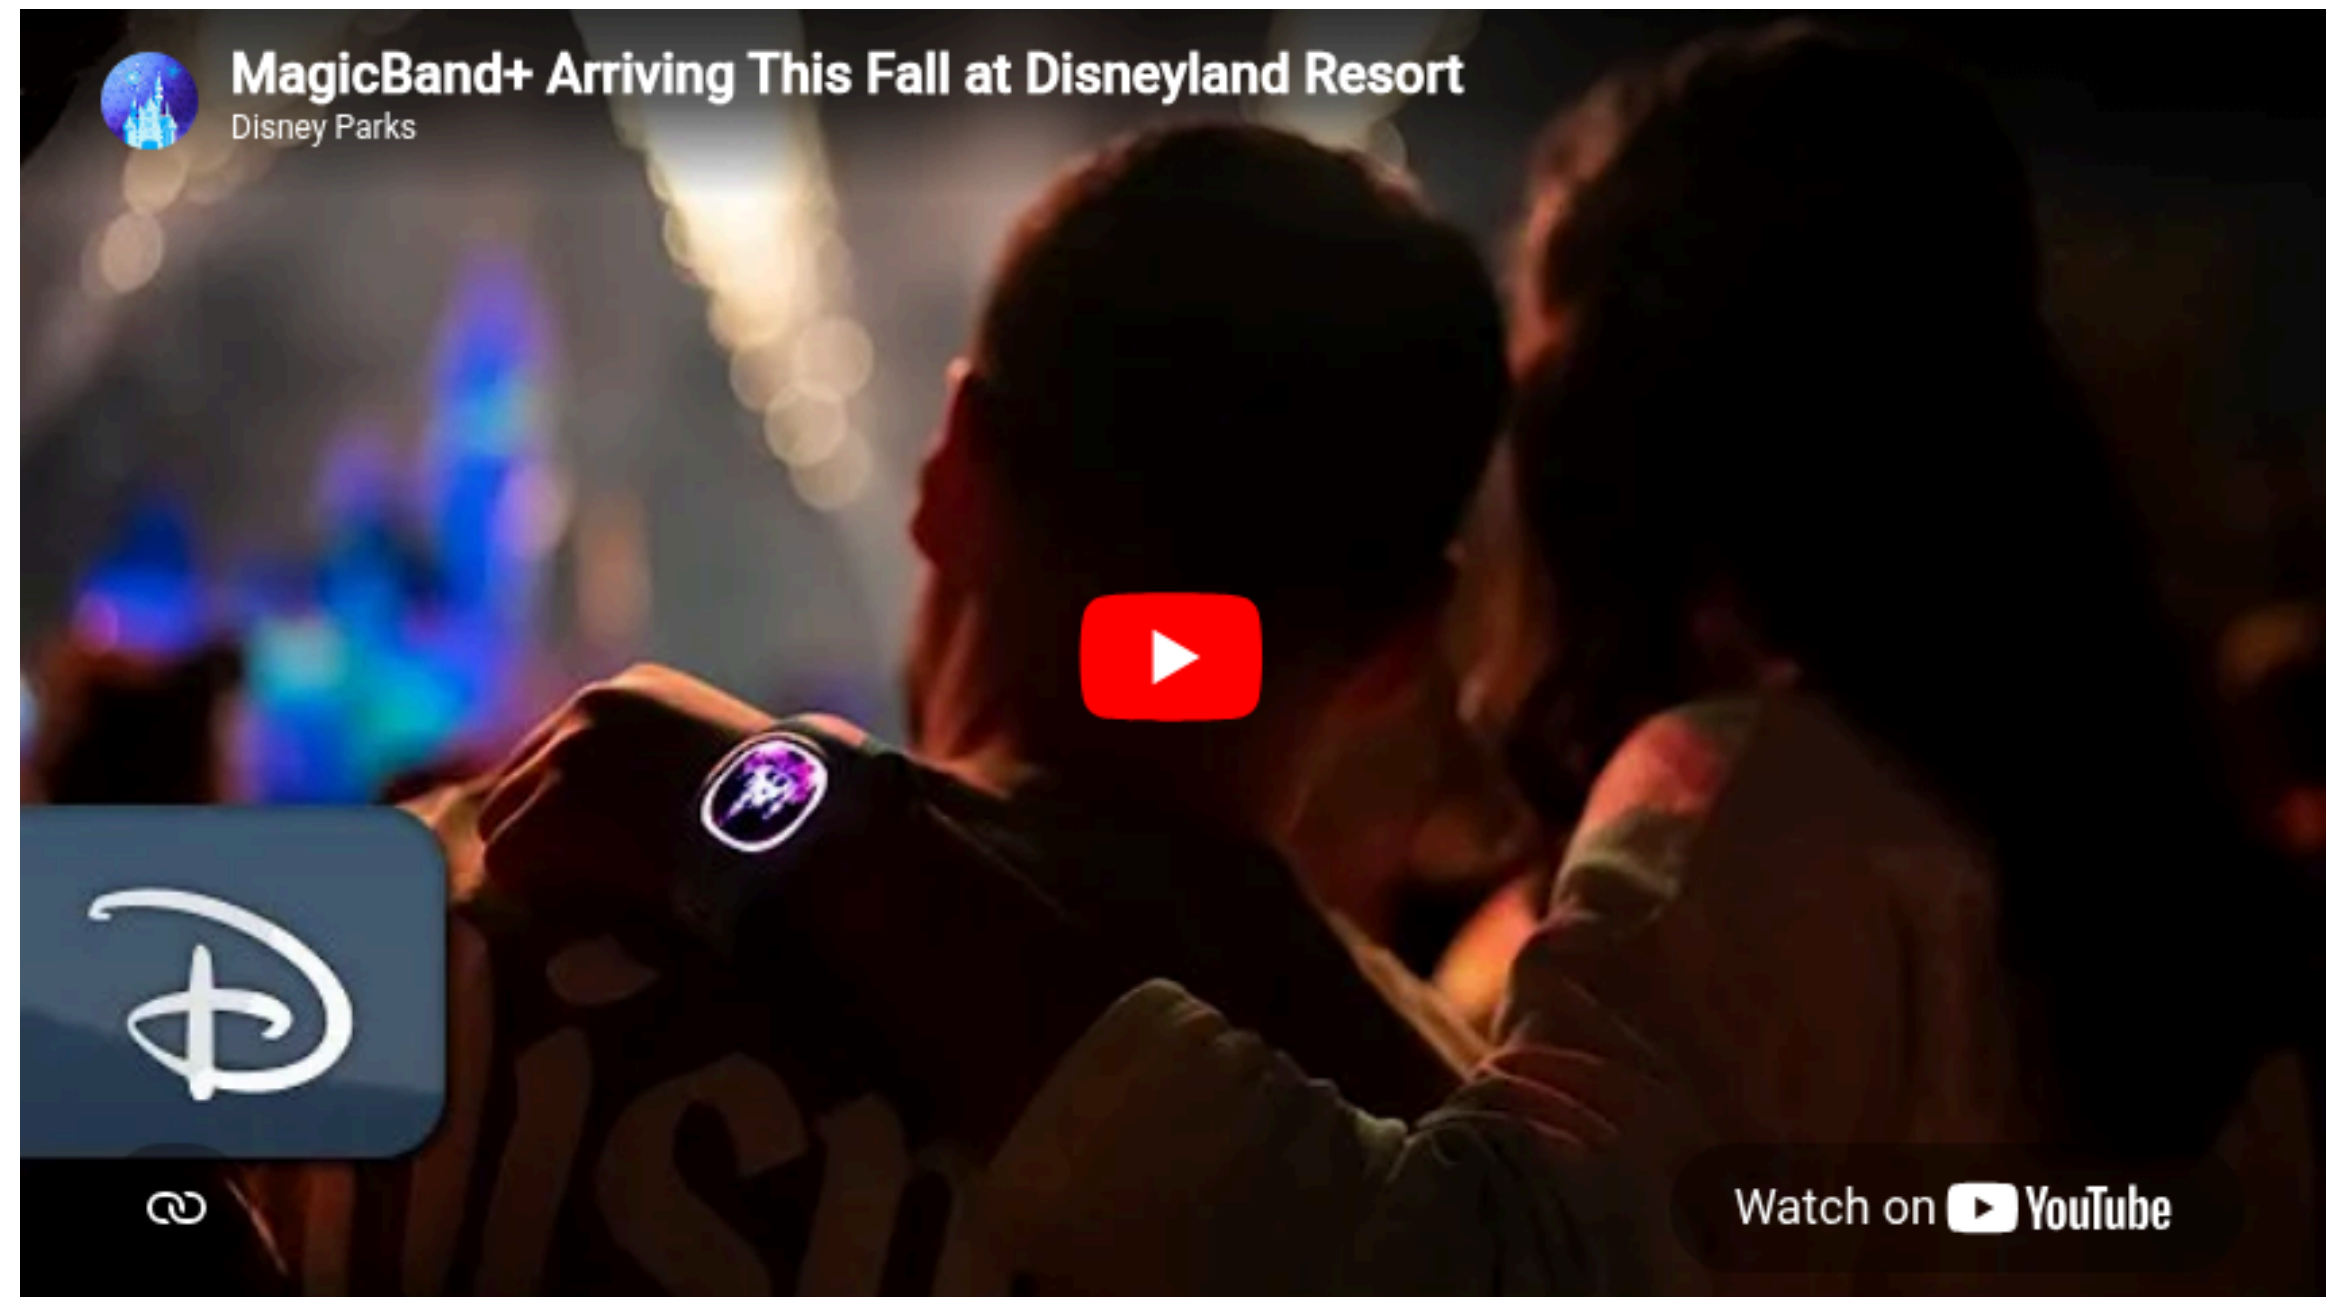 MagicBand+ Arriving This Fall at Disneyland Resort
Disney Parks
D
Watch on YouTube